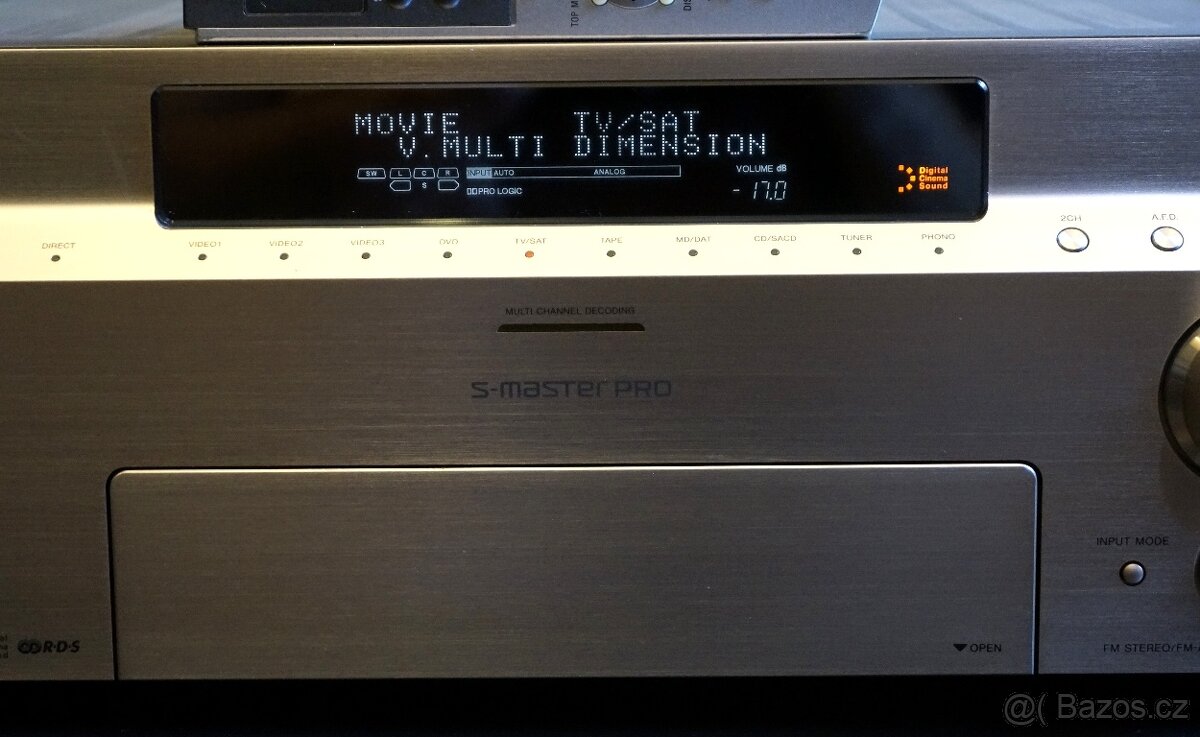 TOP M
DIS
MOVIE TV/SAT
V.MULTI DIMENSION
SW L C R INPUT AUTO ANALOG VOLUME dB
S
PRO LOGIC
- 17.0
Digital
Cinema
Sound
2CH A.F.D.
DIRECT VIDEO1 VIDEO2 VIDEO3 DVD TV/SAT TAPE MD/DAT CD/SACD TUNER PHONO
MULTI CHANNEL DECODING
S-master PRO
INPUT MODE
R·D·S
OPEN
FM STEREO/FM-
@( Bazos.cz